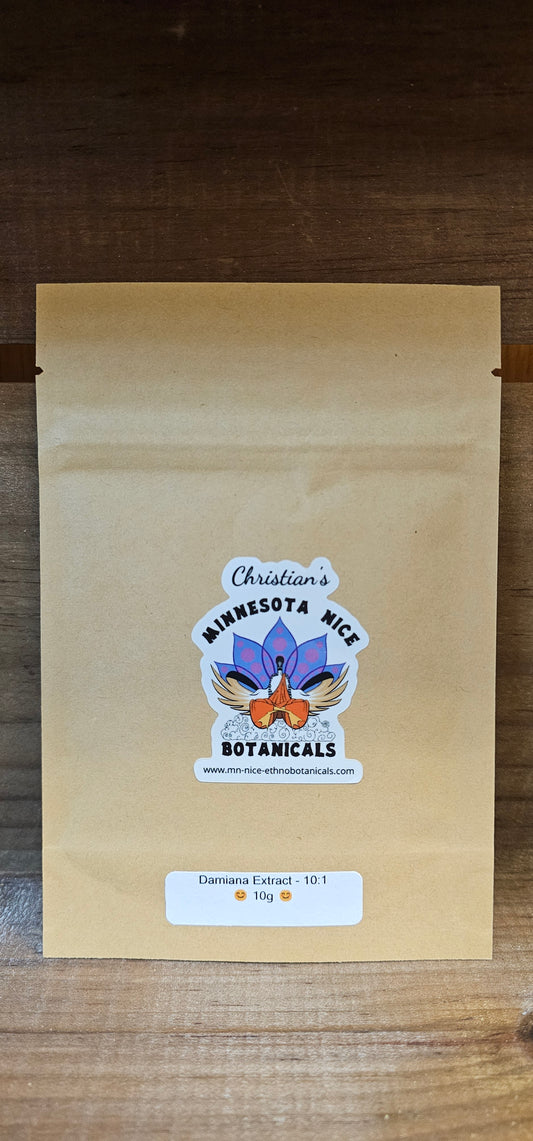 Christian's
MINNESOTA NICE
BOTANICALS
www.mn-nice-ethnobotanicals.com
Damiana Extract - 10:1
😊 10g 😊